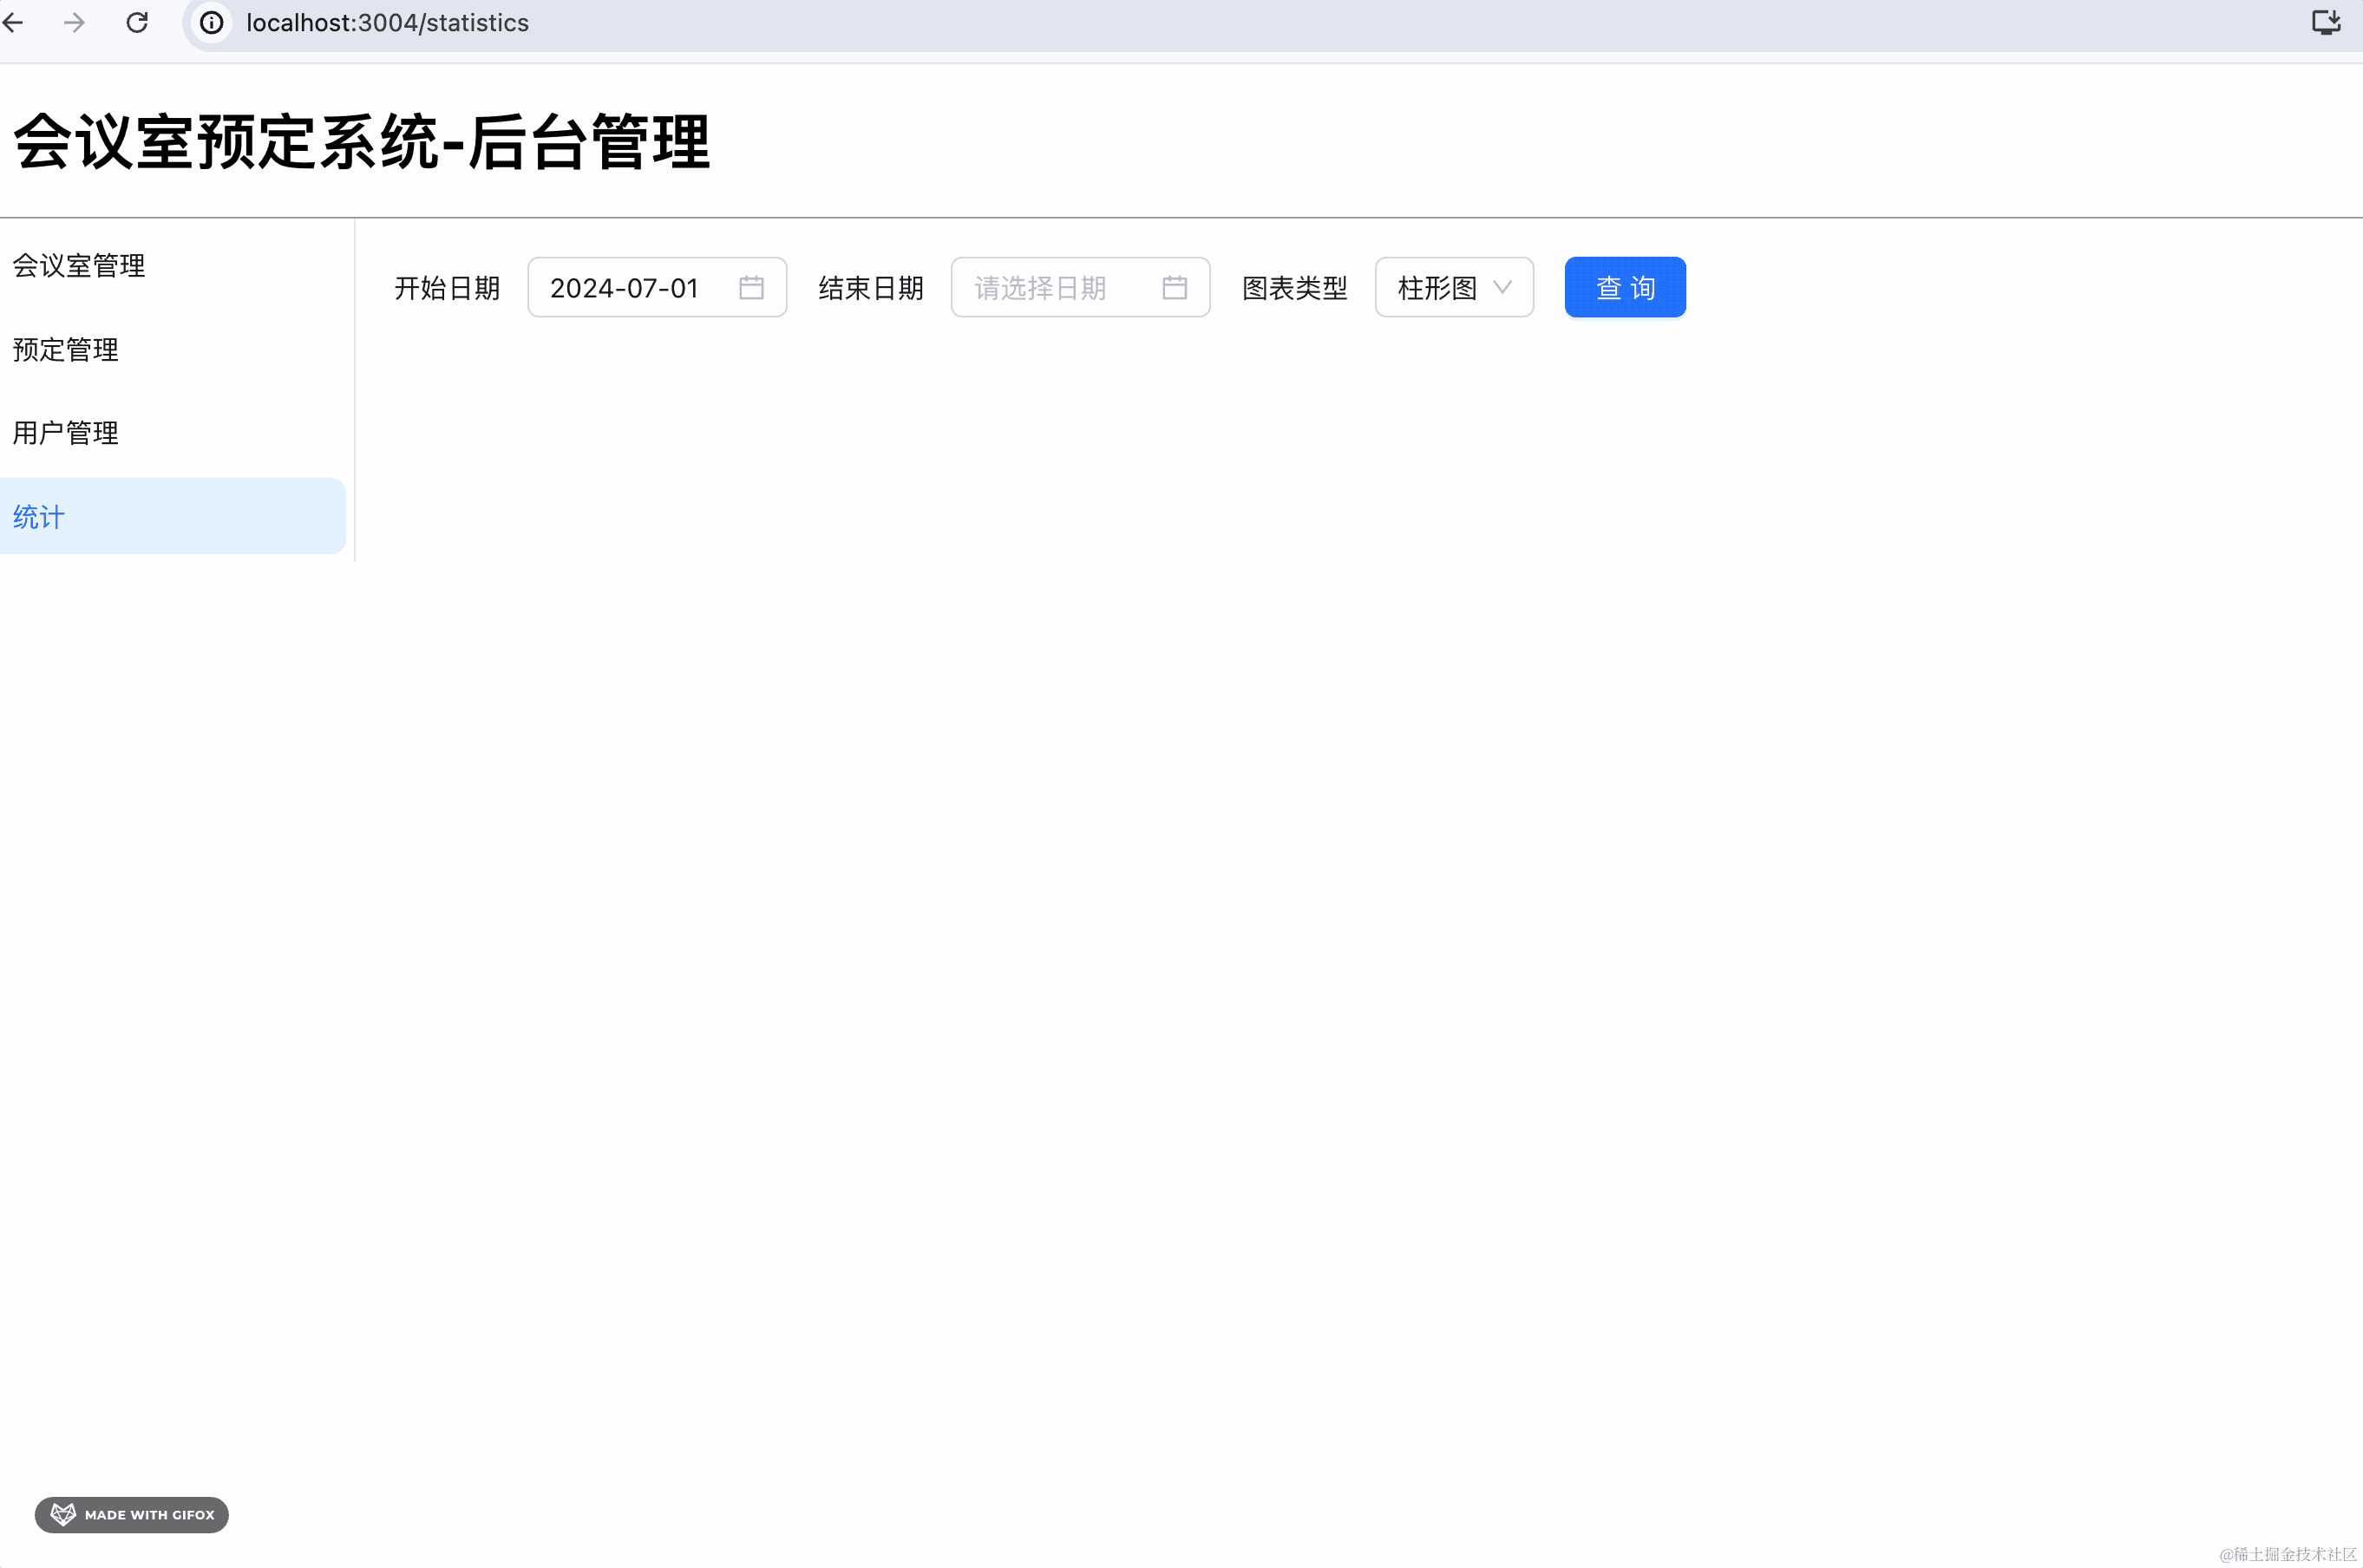 localhost:3004/statistics
会议室预定系统-后台管理
会议室管理
预定管理
用户管理
统计
开始日期 2024-07-01 结束日期 请选择日期 图表类型 柱形图 查 询
MADE WITH GIFOX
@稀土掘金技术社区